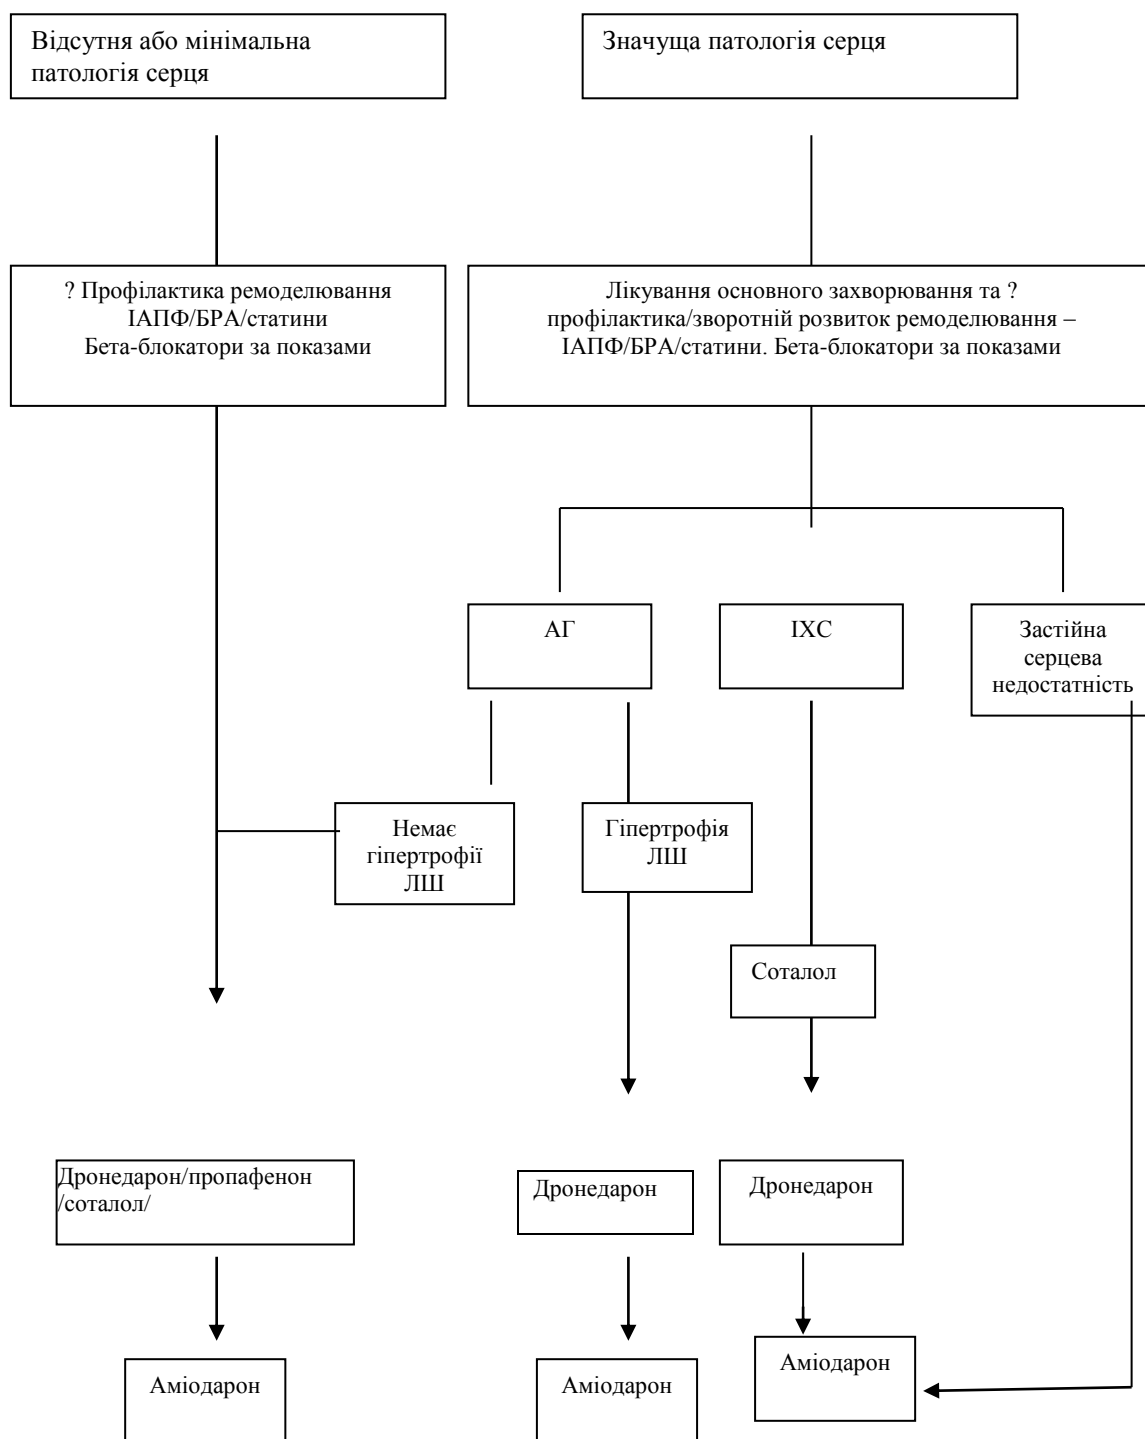 Відсутня або мінімальна
патологія серця
Значуща патологія серця
? Профілактика ремоделювання
ІАПФ/БРА/статини
Бета-блокатори за показами
Лікування основного захворювання та ?
профілактика/зворотній розвиток ремоделювання –
ІАПФ/БРА/статини. Бета-блокатори за показами
АГ
ІХС
Застійна
серцева
недостатність
Немає
гіпертрофії
ЛШ
Гіпертрофія
ЛШ
Соталол
Дронедарон/пропафенон
/соталол/
Дронедарон
Дронедарон
Аміодарон
Аміодарон
Аміодарон